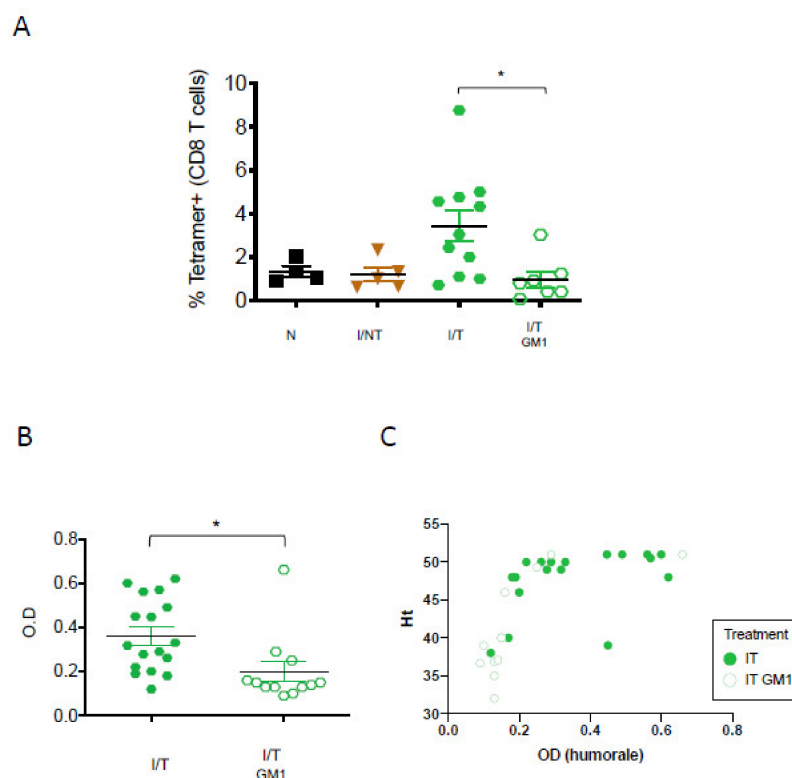 A
% Tetramer+ (CD8 T cells)
10
8
6
4
2
0
*
N
I/NT
I/T
I/T
GM1
B
O.D
0.8
0.6
0.4
0.2
0.0
*
I/T
I/T
GM1
C
Ht
55
50
45
40
35
30
0.0 0.2 0.4 0.6 0.8
OD (humorale)
Treatment
IT
IT GM1